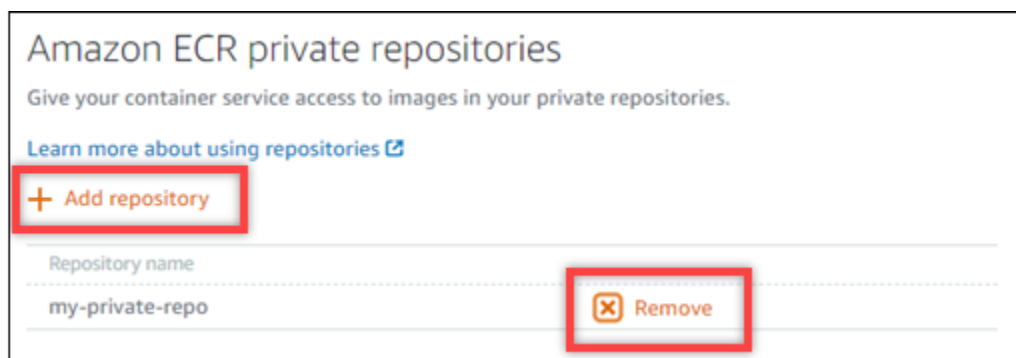 Amazon ECR private repositories
Give your container service access to images in your private repositories.
Learn more about using repositories
+ Add repository
Repository name
my-private-repo Remove